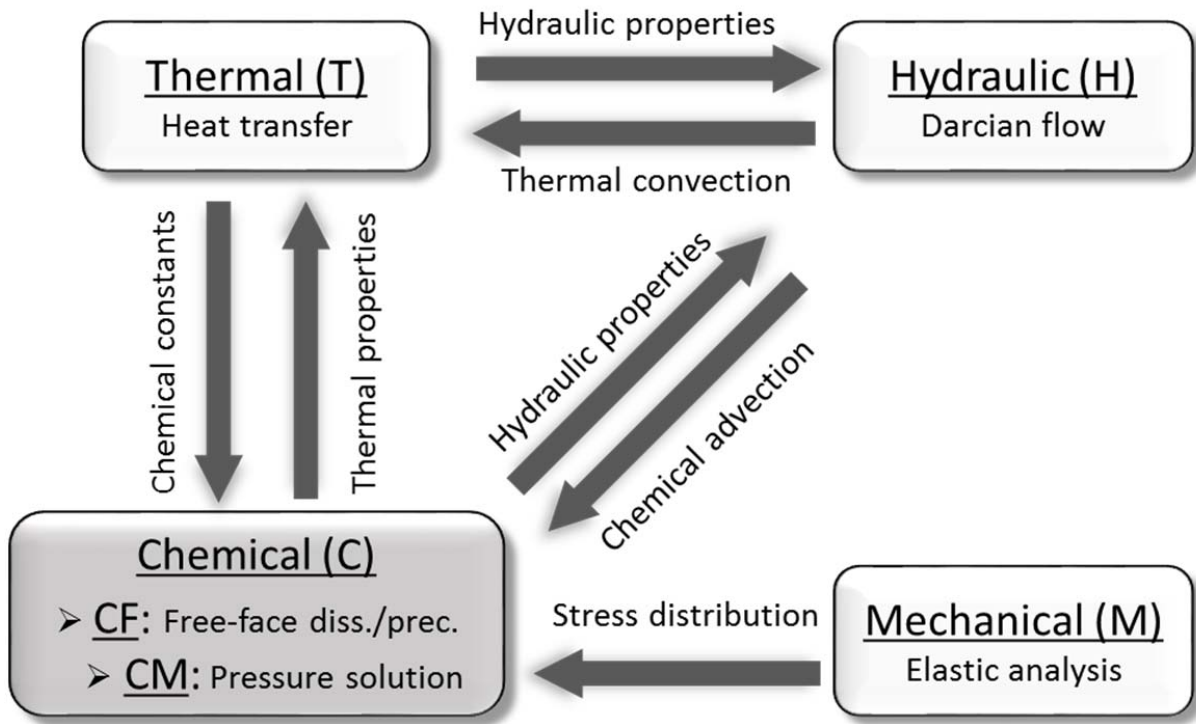 Thermal (T)
Heat transfer
Hydraulic properties
Thermal convection
Hydraulic (H)
Darcian flow
Chemical constants
Thermal properties
Hydraulic properties
Chemical advection
Chemical (C)
➢ CF: Free-face diss./prec.
➢ CM: Pressure solution
Stress distribution
Mechanical (M)
Elastic analysis